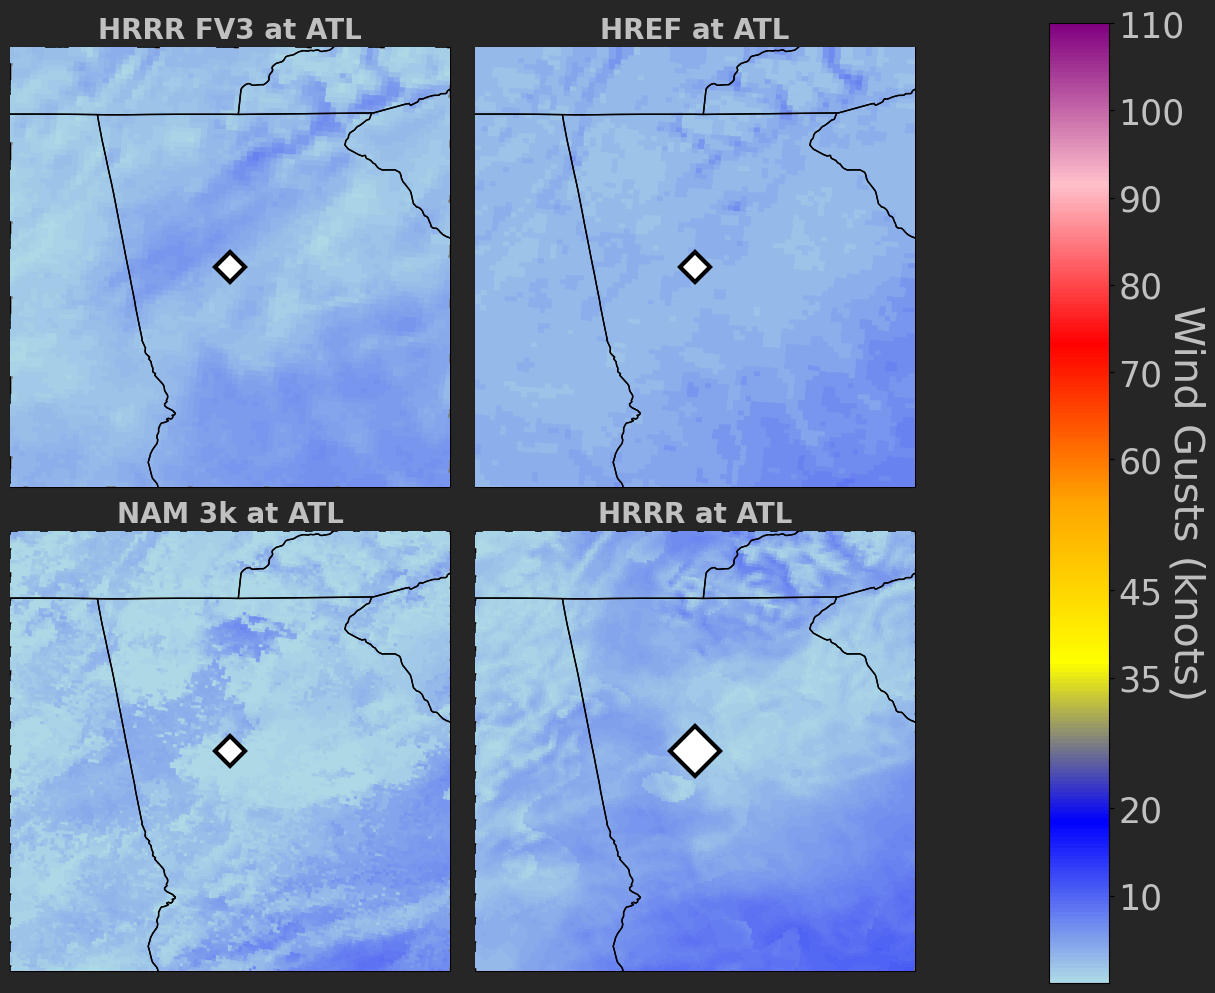 HRRR FV3 at ATL
HREF at ATL
NAM 3k at ATL
HRRR at ATL
110
100
90
80
70
60
45
35
20
10
Wind Gusts (knots)